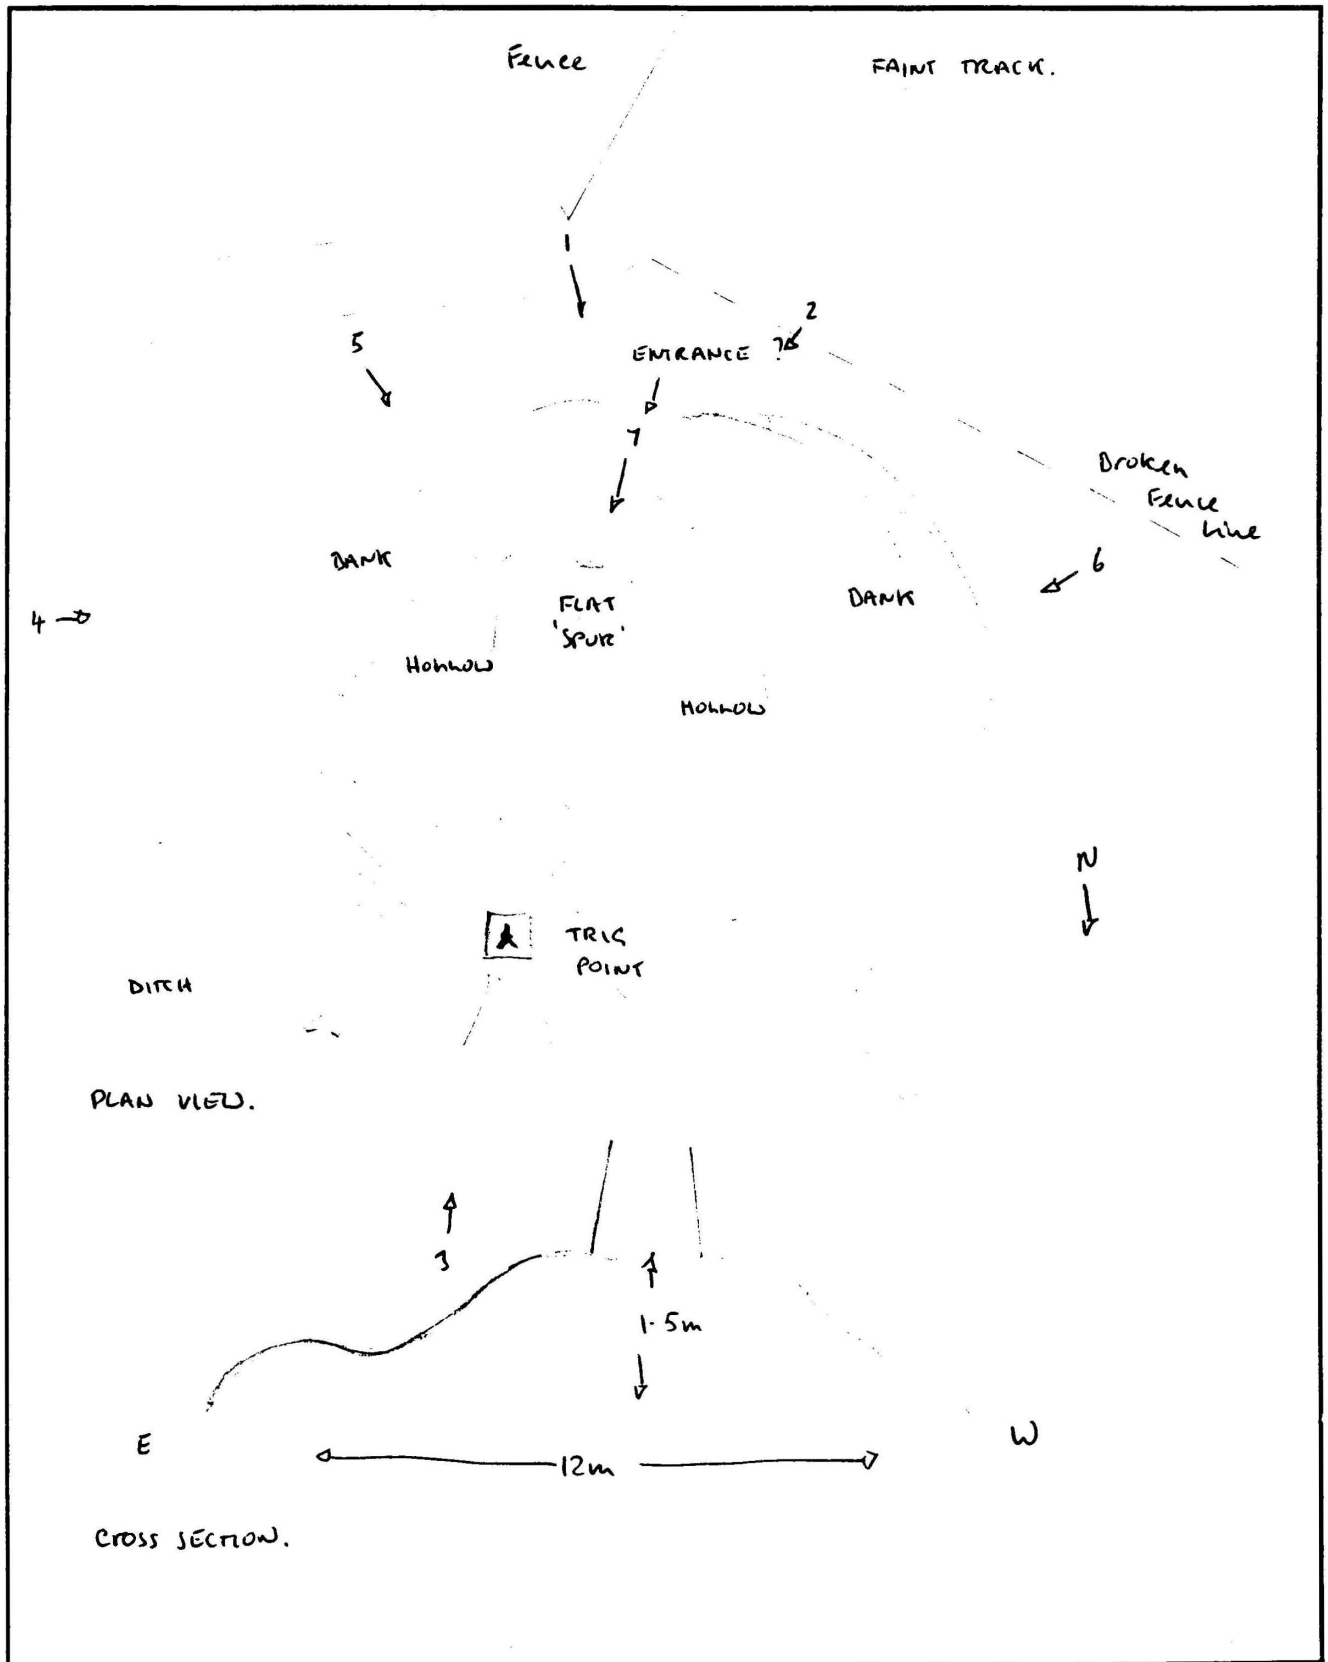 Fence
FAINT TRACK.
1
2
5
ENTRANCE ?
7
Broken
Fence
Line
BANK
6
FLAT
'SPUR'
BANK
4
HOLLOW
HOLLOW
N
TRIG
POINT
DITCH
PLAN VIEW.
3
1.5m
E
W
12m
CROSS SECTION.